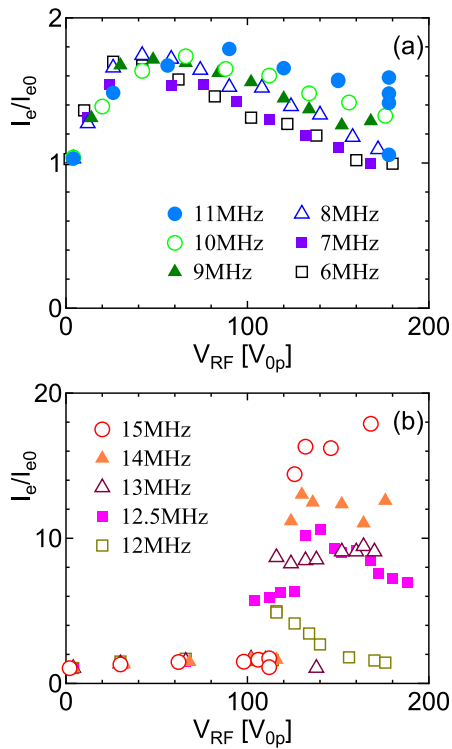 2
(a)
I_e/I_e0
1
11MHz 8MHz
10MHz 7MHz
9MHz 6MHz
0
0 100 200
V_RF [V_0p]
20
(b)
15MHz
14MHz
I_e/I_e0
13MHz
10
12.5MHz
12MHz
0
0 100 200
V_RF [V_0p]